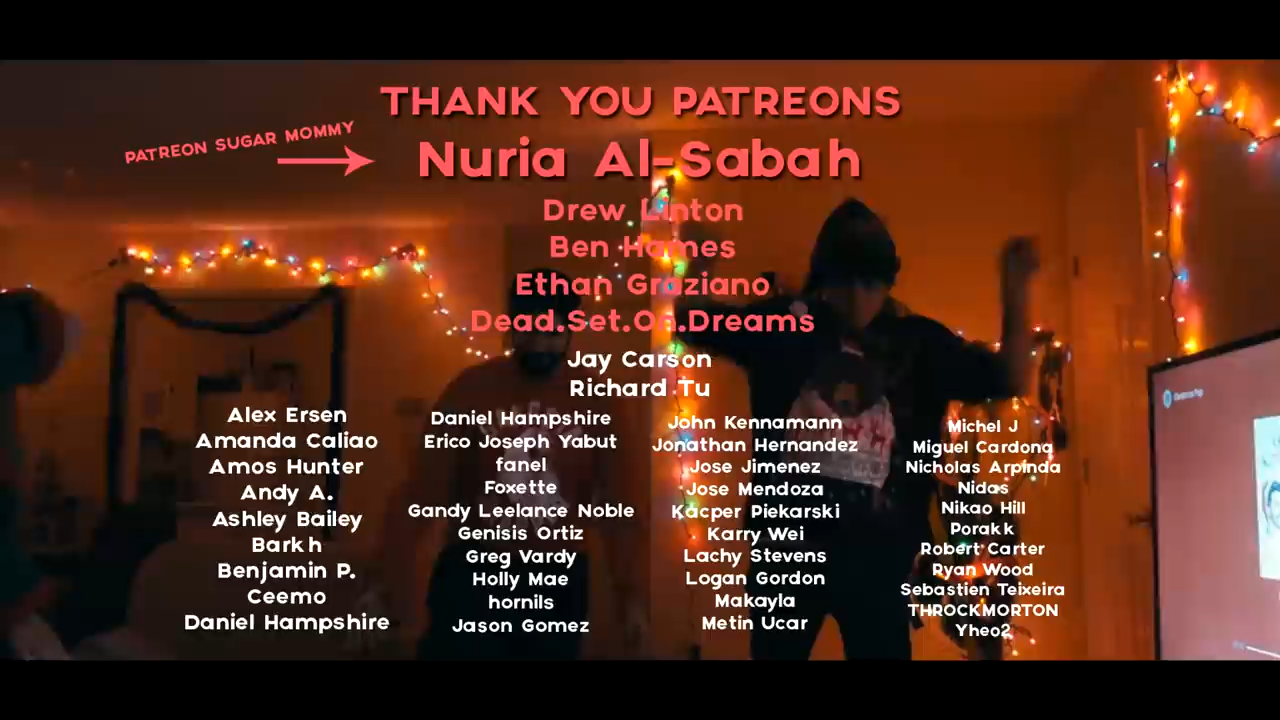 THANK YOU PATREONS
PATREON SUGAR MOMMY
Nuria Al-Sabah
Drew Linton
Ben Hames
Ethan Graziano
Dead.Set.On.Dreams
Jay Carson
Richard Tu
Alex Ersen
Amanda Caliao
Amos Hunter
Andy A.
Ashley Bailey
Barkh
Benjamin P.
Ceemo
Daniel Hampshire
Daniel Hampshire
Erico Joseph Yabut
fanel
Foxette
Gandy Leelance Noble
Genisis Ortiz
Greg Vardy
Holly Mae
hornils
Jason Gomez
John Kennamann
Jonathan Hernandez
Jose Jimenez
Jose Mendoza
Kacper Piekarski
Karry Wei
Lachy Stevens
Logan Gordon
Makayla
Metin Ucar
Michel J
Miguel Cardona
Nicholas Arpinda
Nidas
Nikao Hill
Porakk
Robert Carter
Ryan Wood
Sebastien Teixeira
THROCKMORTON
Yheo2